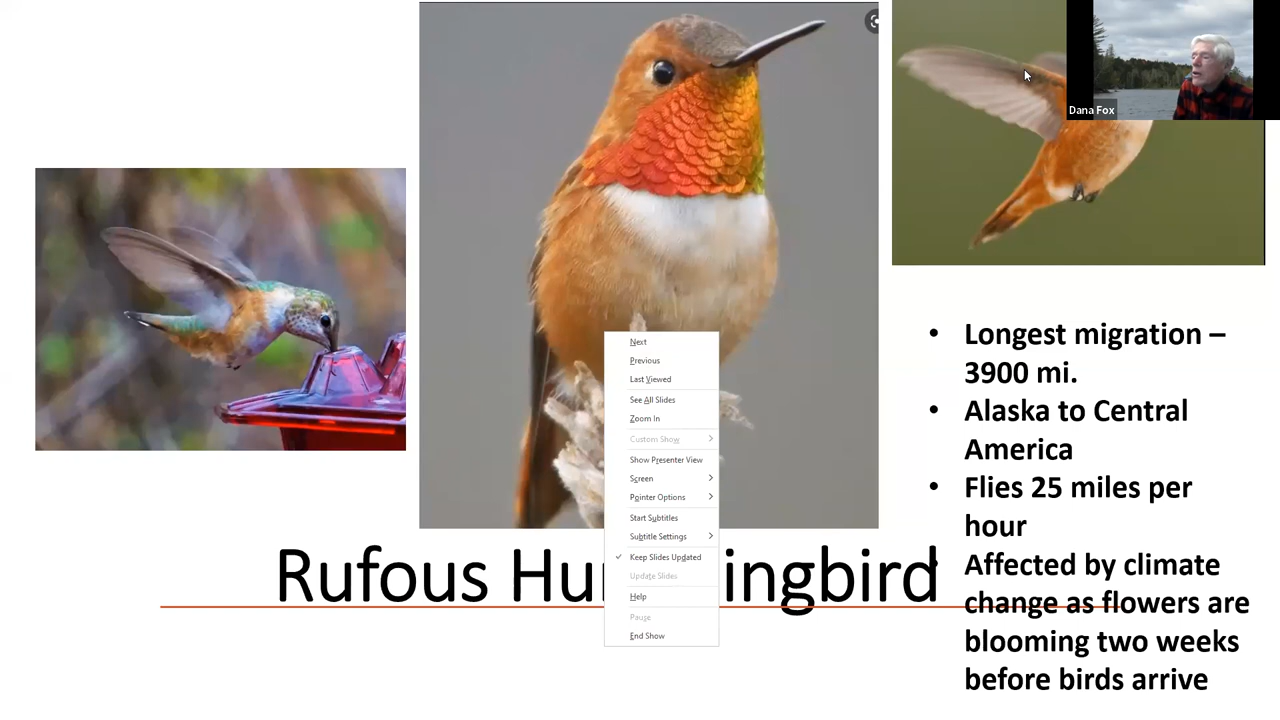 Dana Fox
Next
Previous
Last Viewed
See All Slides
Zoom In
Custom Show
Show Presenter View
Screen
Pointer Options
Start Subtitles
Subtitle Settings
Keep Slides Updated
Update Slides
Help
Pause
End Show
Rufous Hu ingbird
• Longest migration –
3900 mi.
• Alaska to Central
America
• Flies 25 miles per
hour
• Affected by climate
change as flowers are
blooming two weeks
before birds arrive